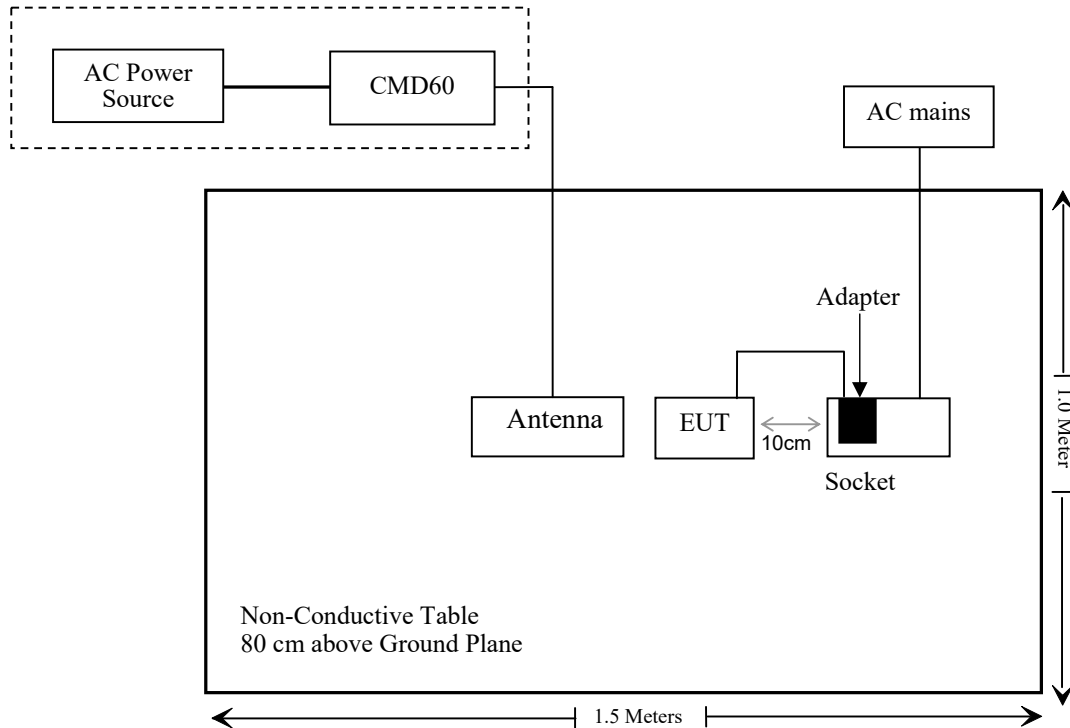 AC Power
Source
CMD60
AC mains
Adapter
Antenna
EUT
10cm
Socket
1.0 Meter
Non-Conductive Table
80 cm above Ground Plane
1.5 Meters